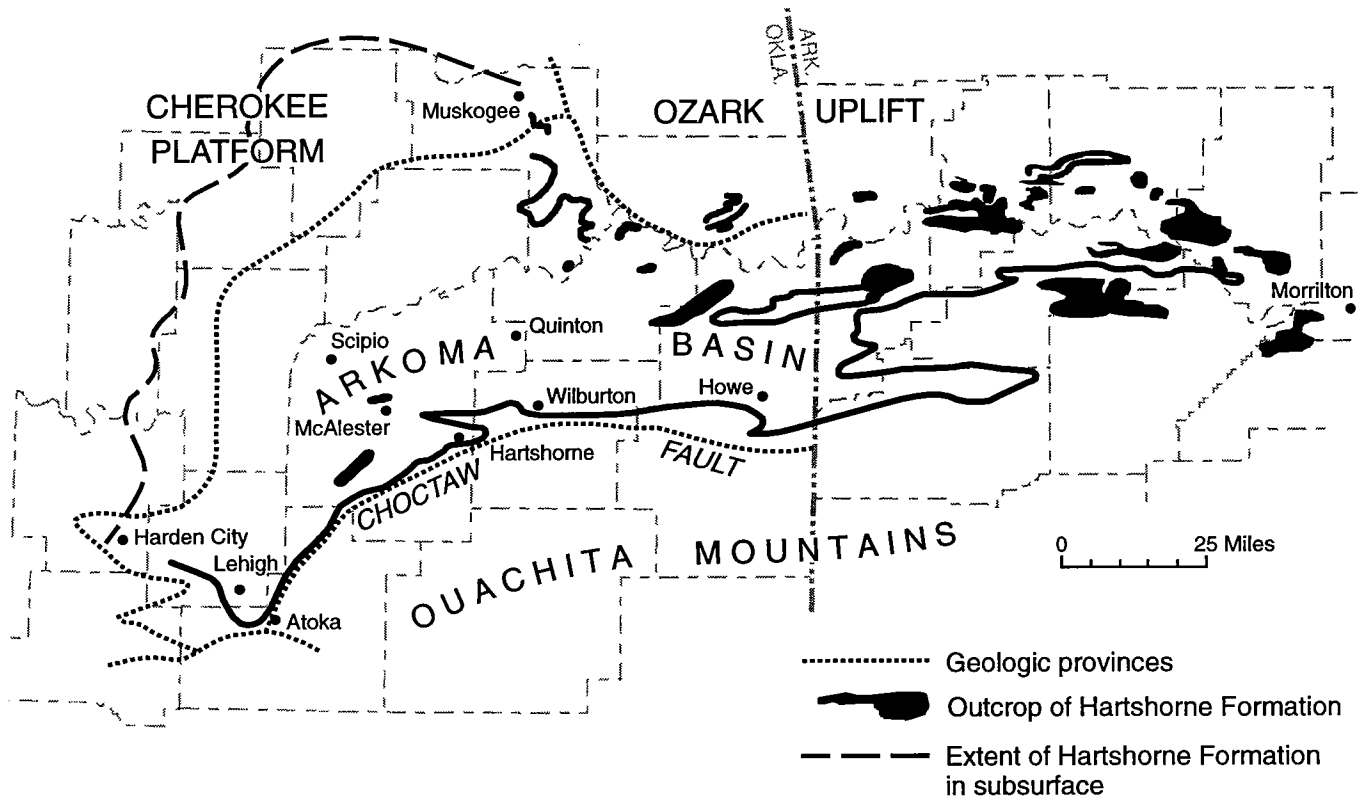 ARK.
OKLA.
CHEROKEE
PLATFORM
Muskogee
OZARK UPLIFT
Morrilton
Quinton
Scipio
ARKOMA BASIN
Howe
Wilburton
McAlester
Hartshorne
CHOCTAW FAULT
Harden City
Lehigh
Atoka
OUACHITA MOUNTAINS
0 25 Miles
Geologic provinces
Outcrop of Hartshorne Formation
Extent of Hartshorne Formation
in subsurface